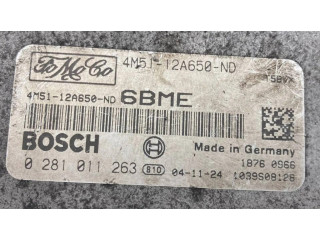 FoMoCo 4M51-12A650-ND
4M51-12A650-ND 6BME
BOSCH Made in Germany
1876 0966
0 281 011 263 810 04-11-24 1039S08126